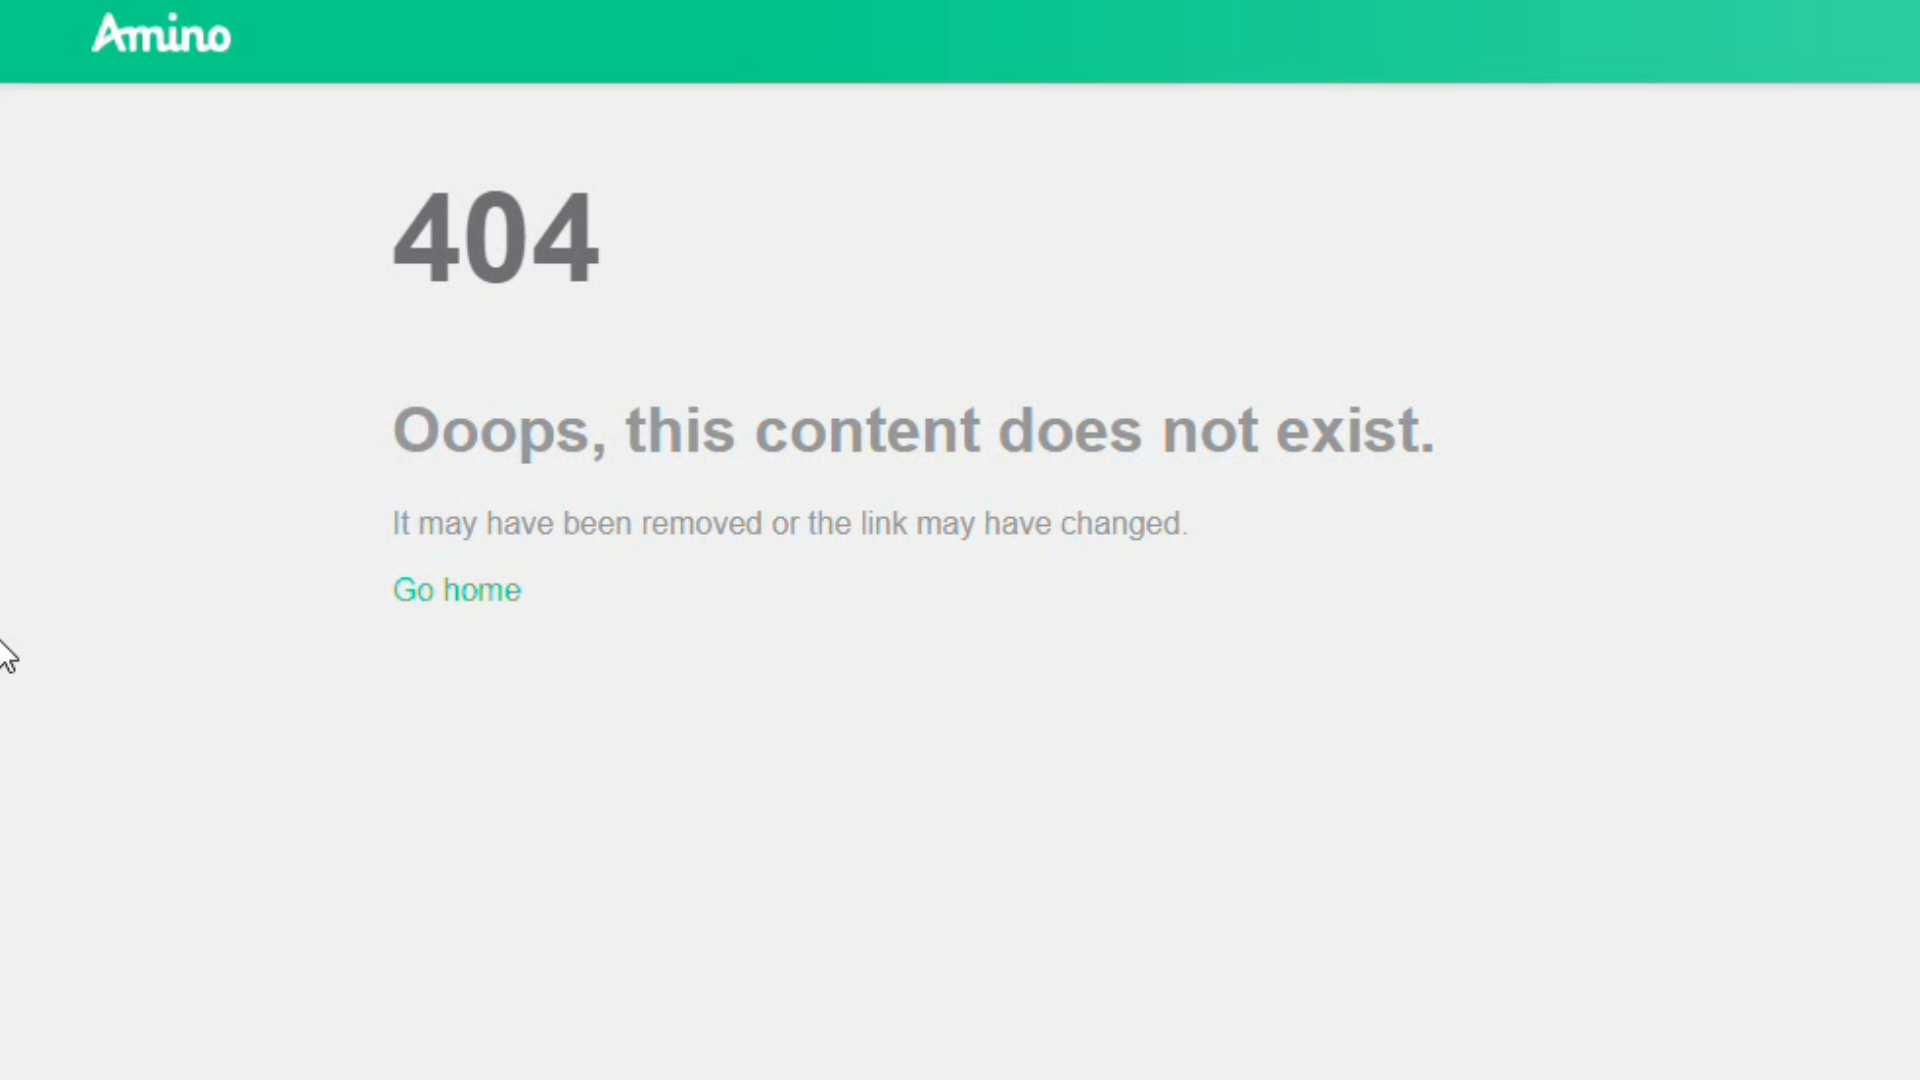 Amino
404
Ooops, this content does not exist.
It may have been removed or the link may have changed.
Go home